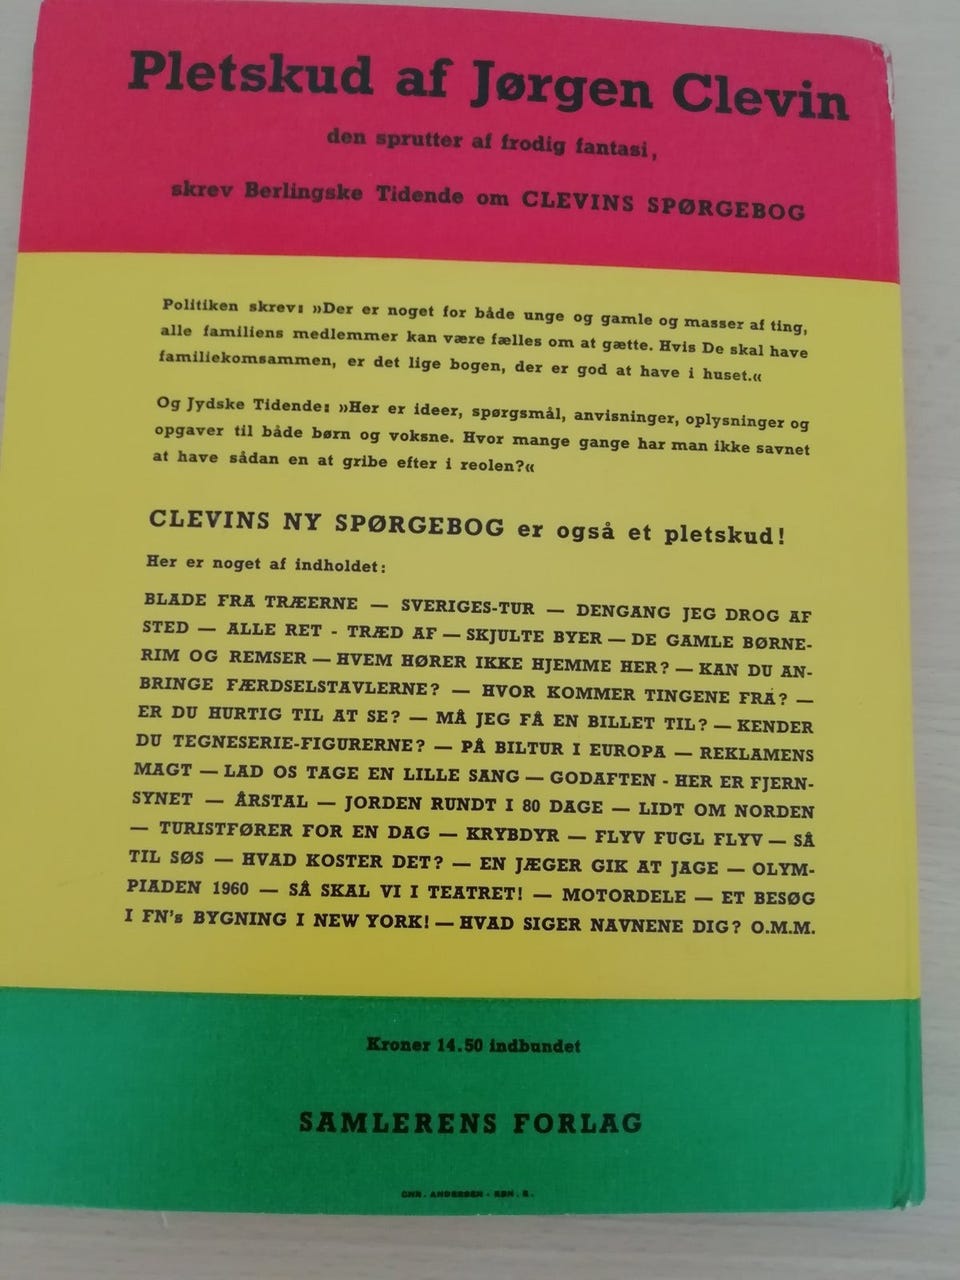 Pletskud af Jørgen Clevin
den sprutter af frodig fantasi,
skrev Berlingske Tidende om CLEVINS SPØRGEBOG
Politiken skrev: »Der er noget for både unge og gamle og masser af ting,
alle familiens medlemmer kan være fælles om at gætte. Hvis De skal have
familiekomsammen, er det lige bogen, der er god at have i huset.«
Og Jydske Tidende: »Her er ideer, spørgsmål, anvisninger, oplysninger og
opgaver til både børn og voksne. Hvor mange gange har man ikke savnet
at have sådan en at gribe efter i reolen?«
CLEVINS NY SPØRGEBOG er også et pletskud!
Her er noget af indholdet:
BLADE FRA TRÆERNE — SVERIGES-TUR — DENGANG JEG DROG AF
STED — ALLE RET - TRÆD AF — SKJULTE BYER — DE GAMLE BØRNE-
RIM OG REMSER — HVEM HØRER IKKE HJEMME HER? — KAN DU AN-
BRINGE FÆRDSELSTAVLERNE? — HVOR KOMMER TINGENE FRA? —
ER DU HURTIG TIL AT SE? — MÅ JEG FÅ EN BILLET TIL? — KENDER
DU TEGNESERIE-FIGURERNE? — PÅ BILTUR I EUROPA — REKLAMENS
MAGT — LAD OS TAGE EN LILLE SANG — GODAFTEN - HER ER FJERN-
SYNET — ÅRSTAL — JORDEN RUNDT I 80 DAGE — LIDT OM NORDEN
— TURISTFØRER FOR EN DAG — KRYBDYR — FLYV FUGL FLYV — SÅ
TIL SØS — HVAD KOSTER DET? — EN JÆGER GIK AT JAGE — OLYM-
PIADEN 1960 — SÅ SKAL VI I TEATRET! — MOTORDELE — ET BESØG
I FN's BYGNING I NEW YORK! — HVAD SIGER NAVNENE DIG? O.M.M.
Kroner 14.50 indbundet
SAMLERENS FORLAG
CHR. ANDERSEN - KBH. K.